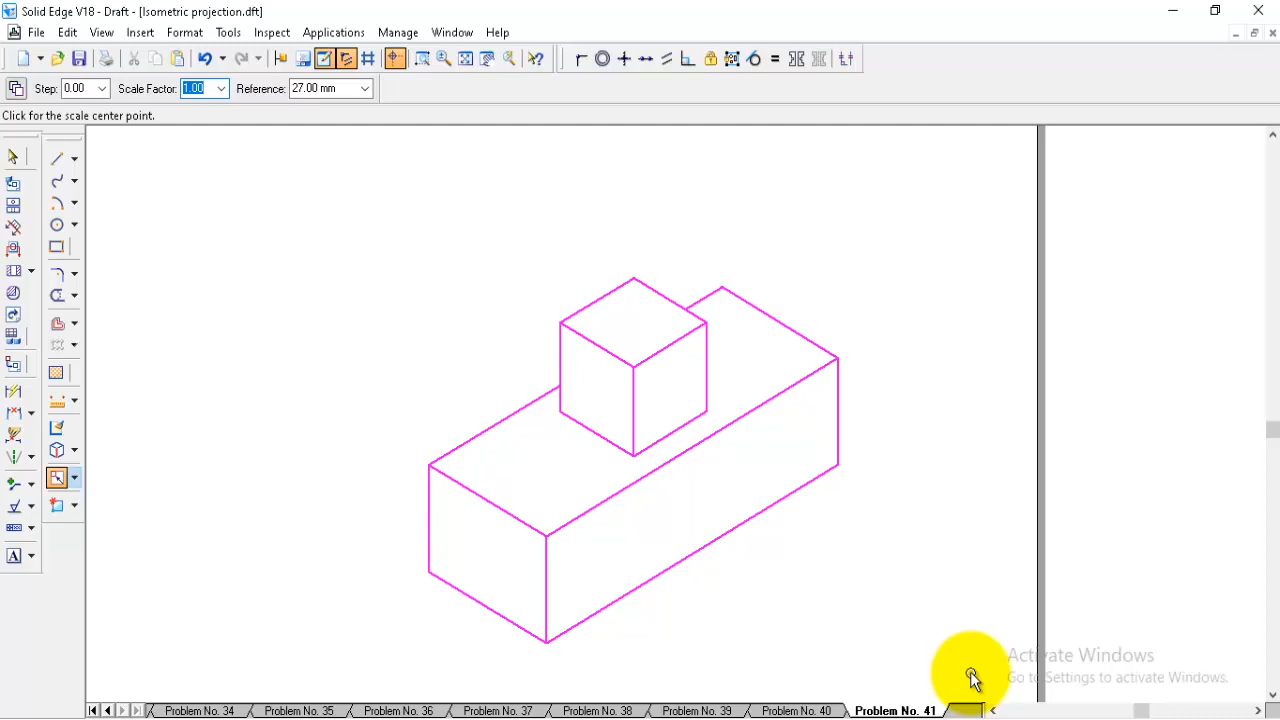 Solid Edge V18 - Draft - [Isometric projection.dft]
File Edit View Insert Format Tools Inspect Applications Manage Window Help
Step: 0.00 Scale Factor: 1.00 Reference: 27.00 mm
Click for the scale center point.
A
Activate Windows
Go to Settings to activate Windows.
Problem No. 34 Problem No. 35 Problem No. 36 Problem No. 37 Problem No. 38 Problem No. 39 Problem No. 40 Problem No. 41